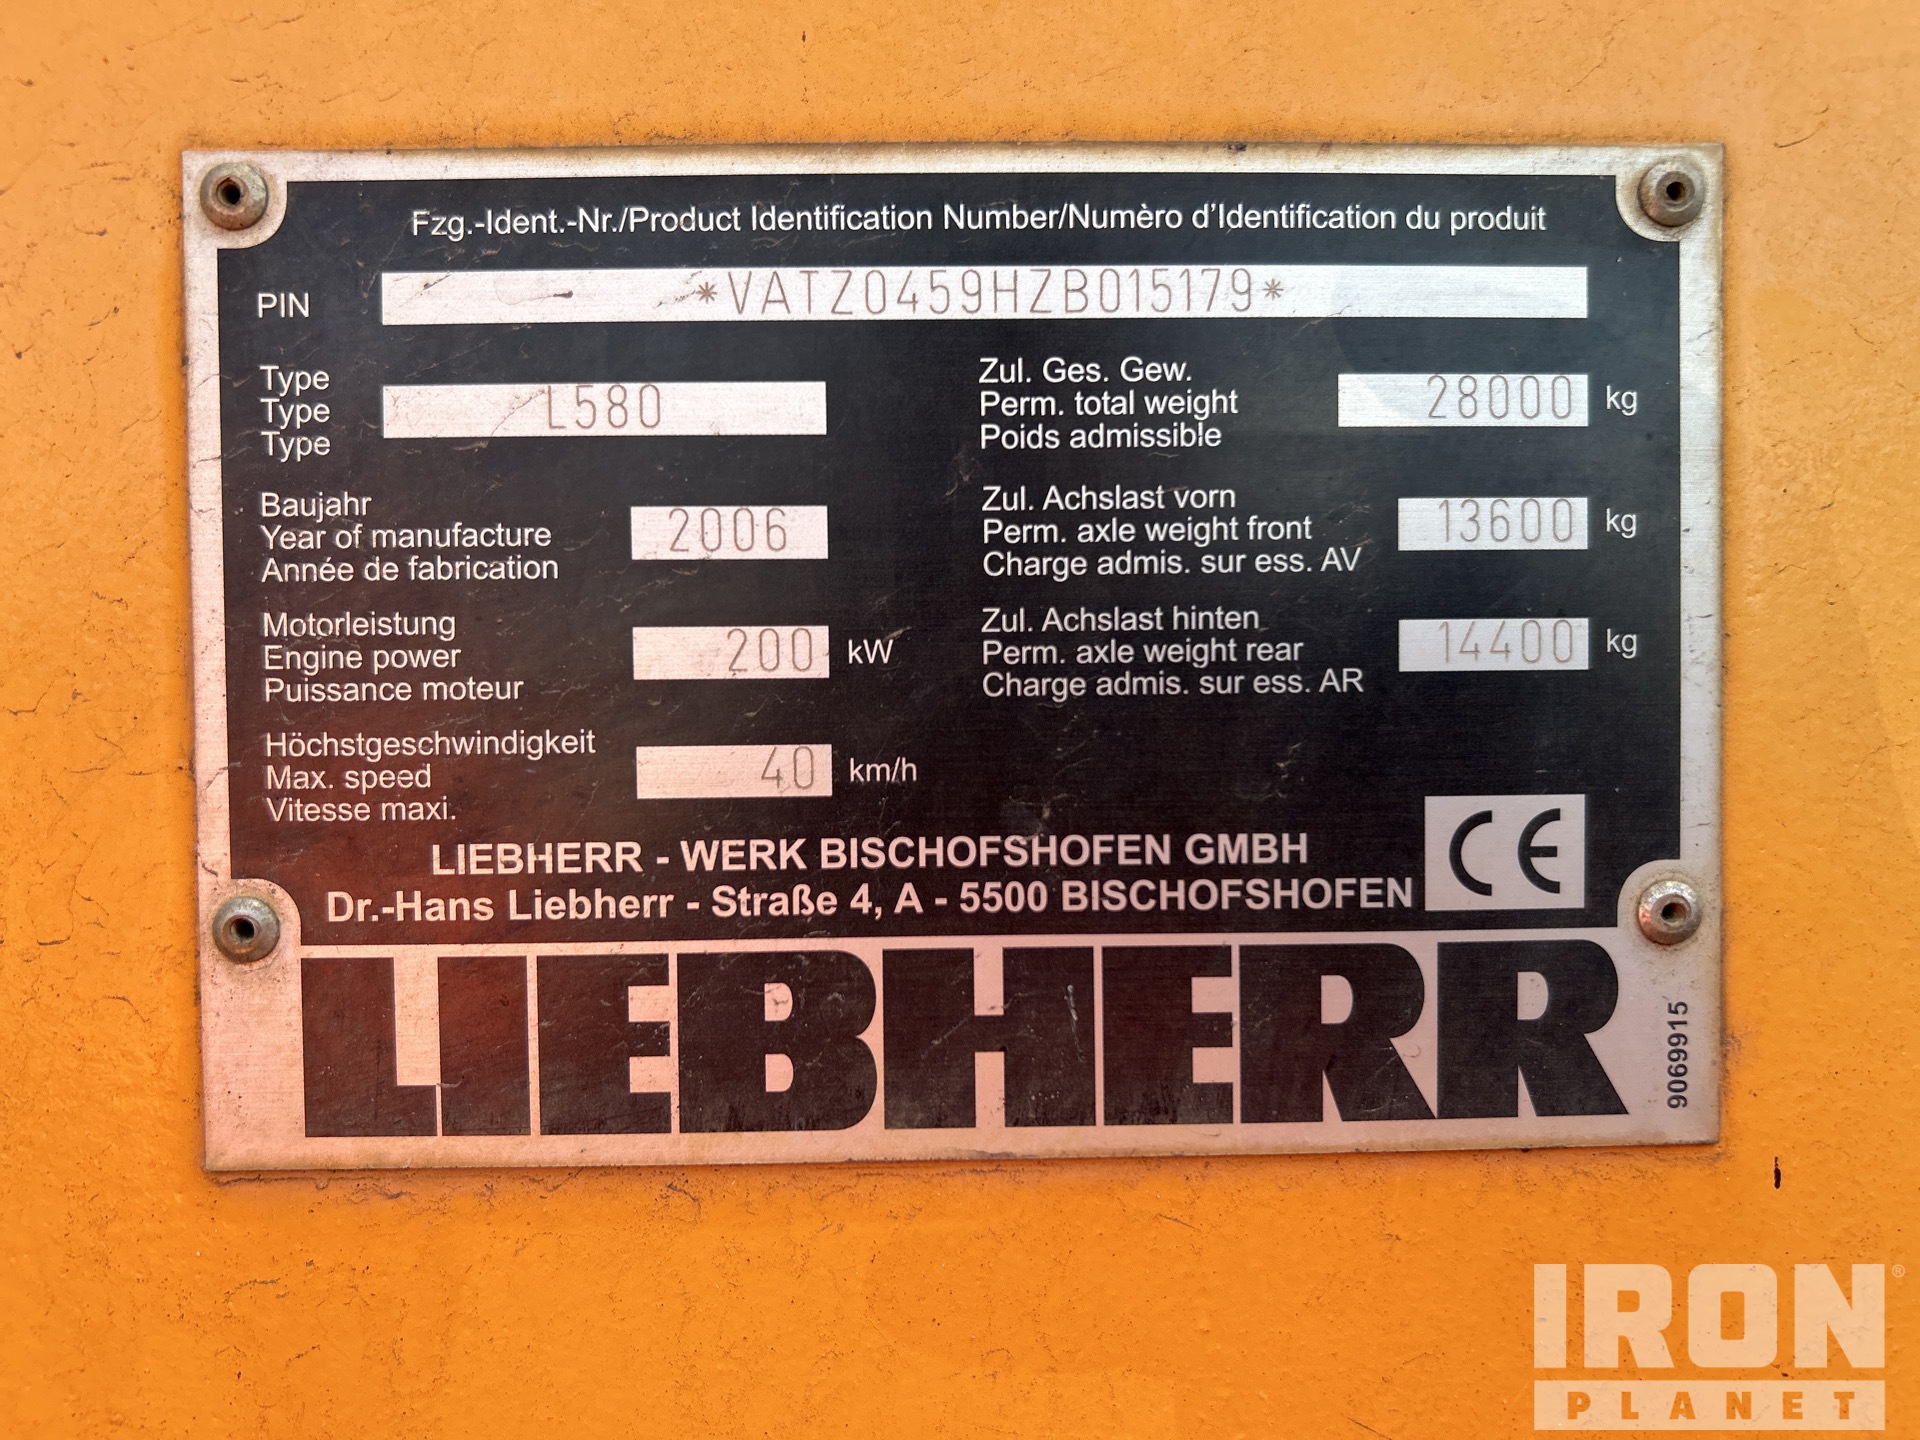 Fzg.-Ident.-Nr./Product Identification Number/Numèro d'Identification du produit
PIN *VATZ0459HZB015179*
Type
Type L580
Type
Zul. Ges. Gew.
Perm. total weight 28000 kg
Poids admissible
Baujahr
Year of manufacture 2006
Année de fabrication
Zul. Achslast vorn
Perm. axle weight front 13600 kg
Charge admis. sur ess. AV
Motorleistung
Engine power 200 kW
Puissance moteur
Zul. Achslast hinten
Perm. axle weight rear 14400 kg
Charge admis. sur ess. AR
Höchstgeschwindigkeit
Max. speed 40 km/h
Vitesse maxi.
LIEBHERR - WERK BISCHOFSHOFEN GMBH
Dr.-Hans Liebherr - Straße 4, A - 5500 BISCHOFSHOFEN
CE
LIEBHERR
9069915
IRON®
PLANET